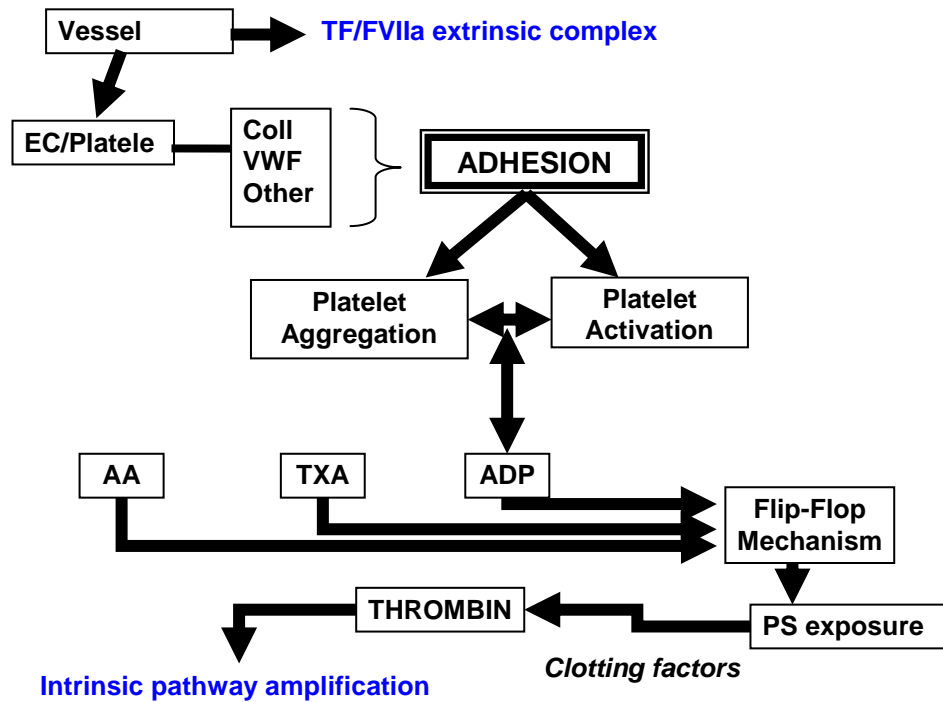 Vessel
TF/FVIIa extrinsic complex
EC/Platele
Coll
VWF
Other
ADHESION
Platelet
Aggregation
Platelet
Activation
AA
TXA
ADP
Flip-Flop
Mechanism
THROMBIN
PS exposure
Clotting factors
Intrinsic pathway amplification